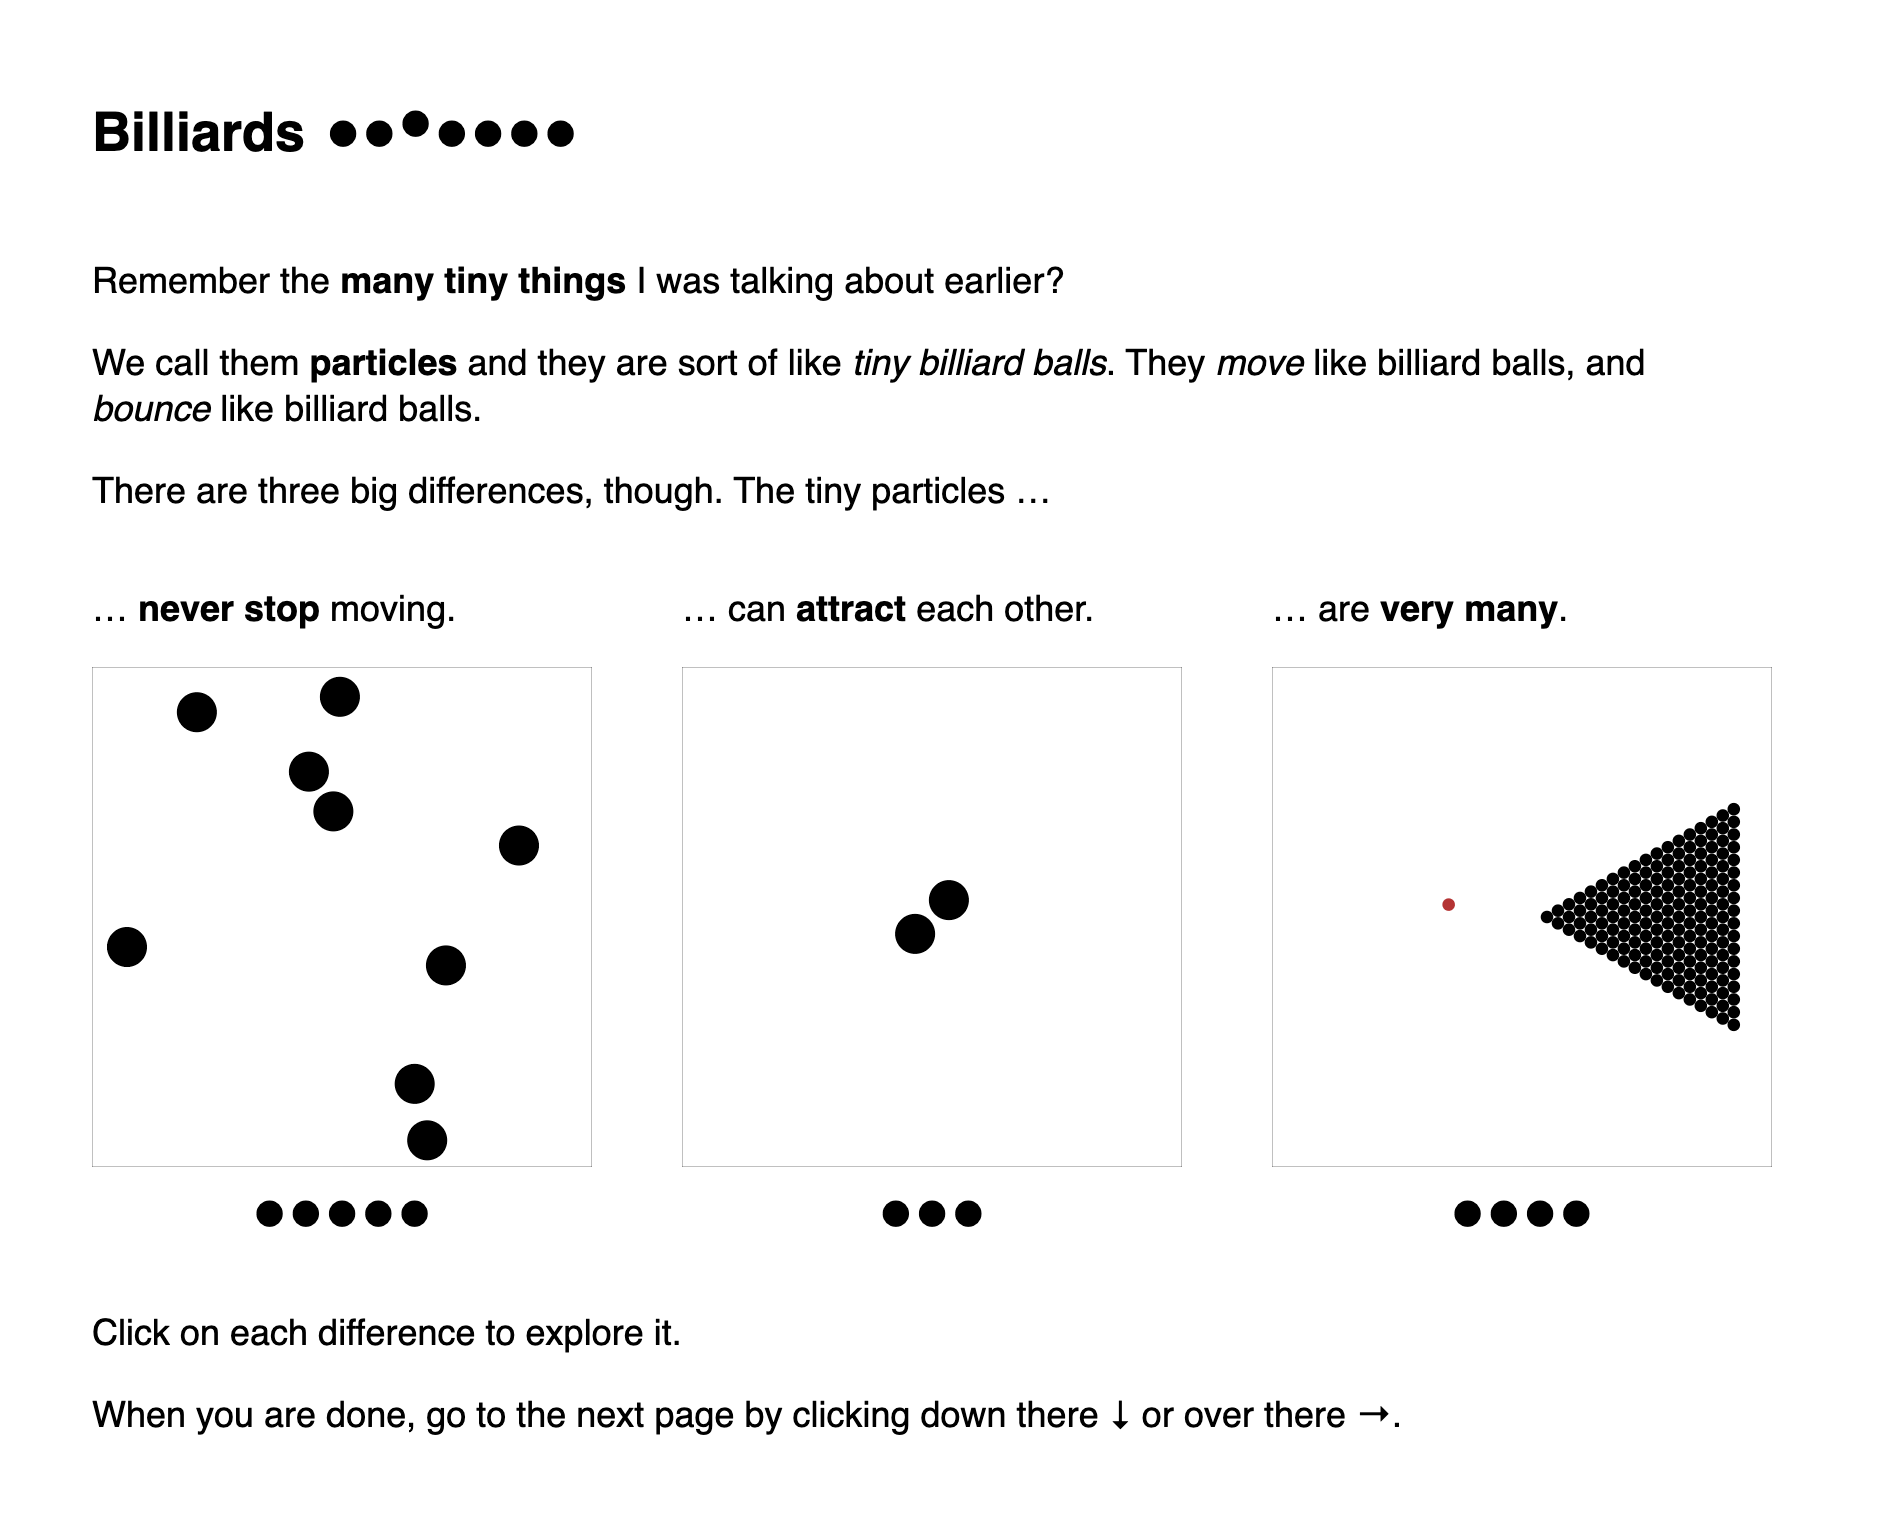 Billiards
Remember the many tiny things I was talking about earlier?
We call them particles and they are sort of like tiny billiard balls. They move like billiard balls, and
bounce like billiard balls.
There are three big differences, though. The tiny particles …
… never stop moving.
… can attract each other.
… are very many.
Click on each difference to explore it.
When you are done, go to the next page by clicking down there ↓ or over there →.